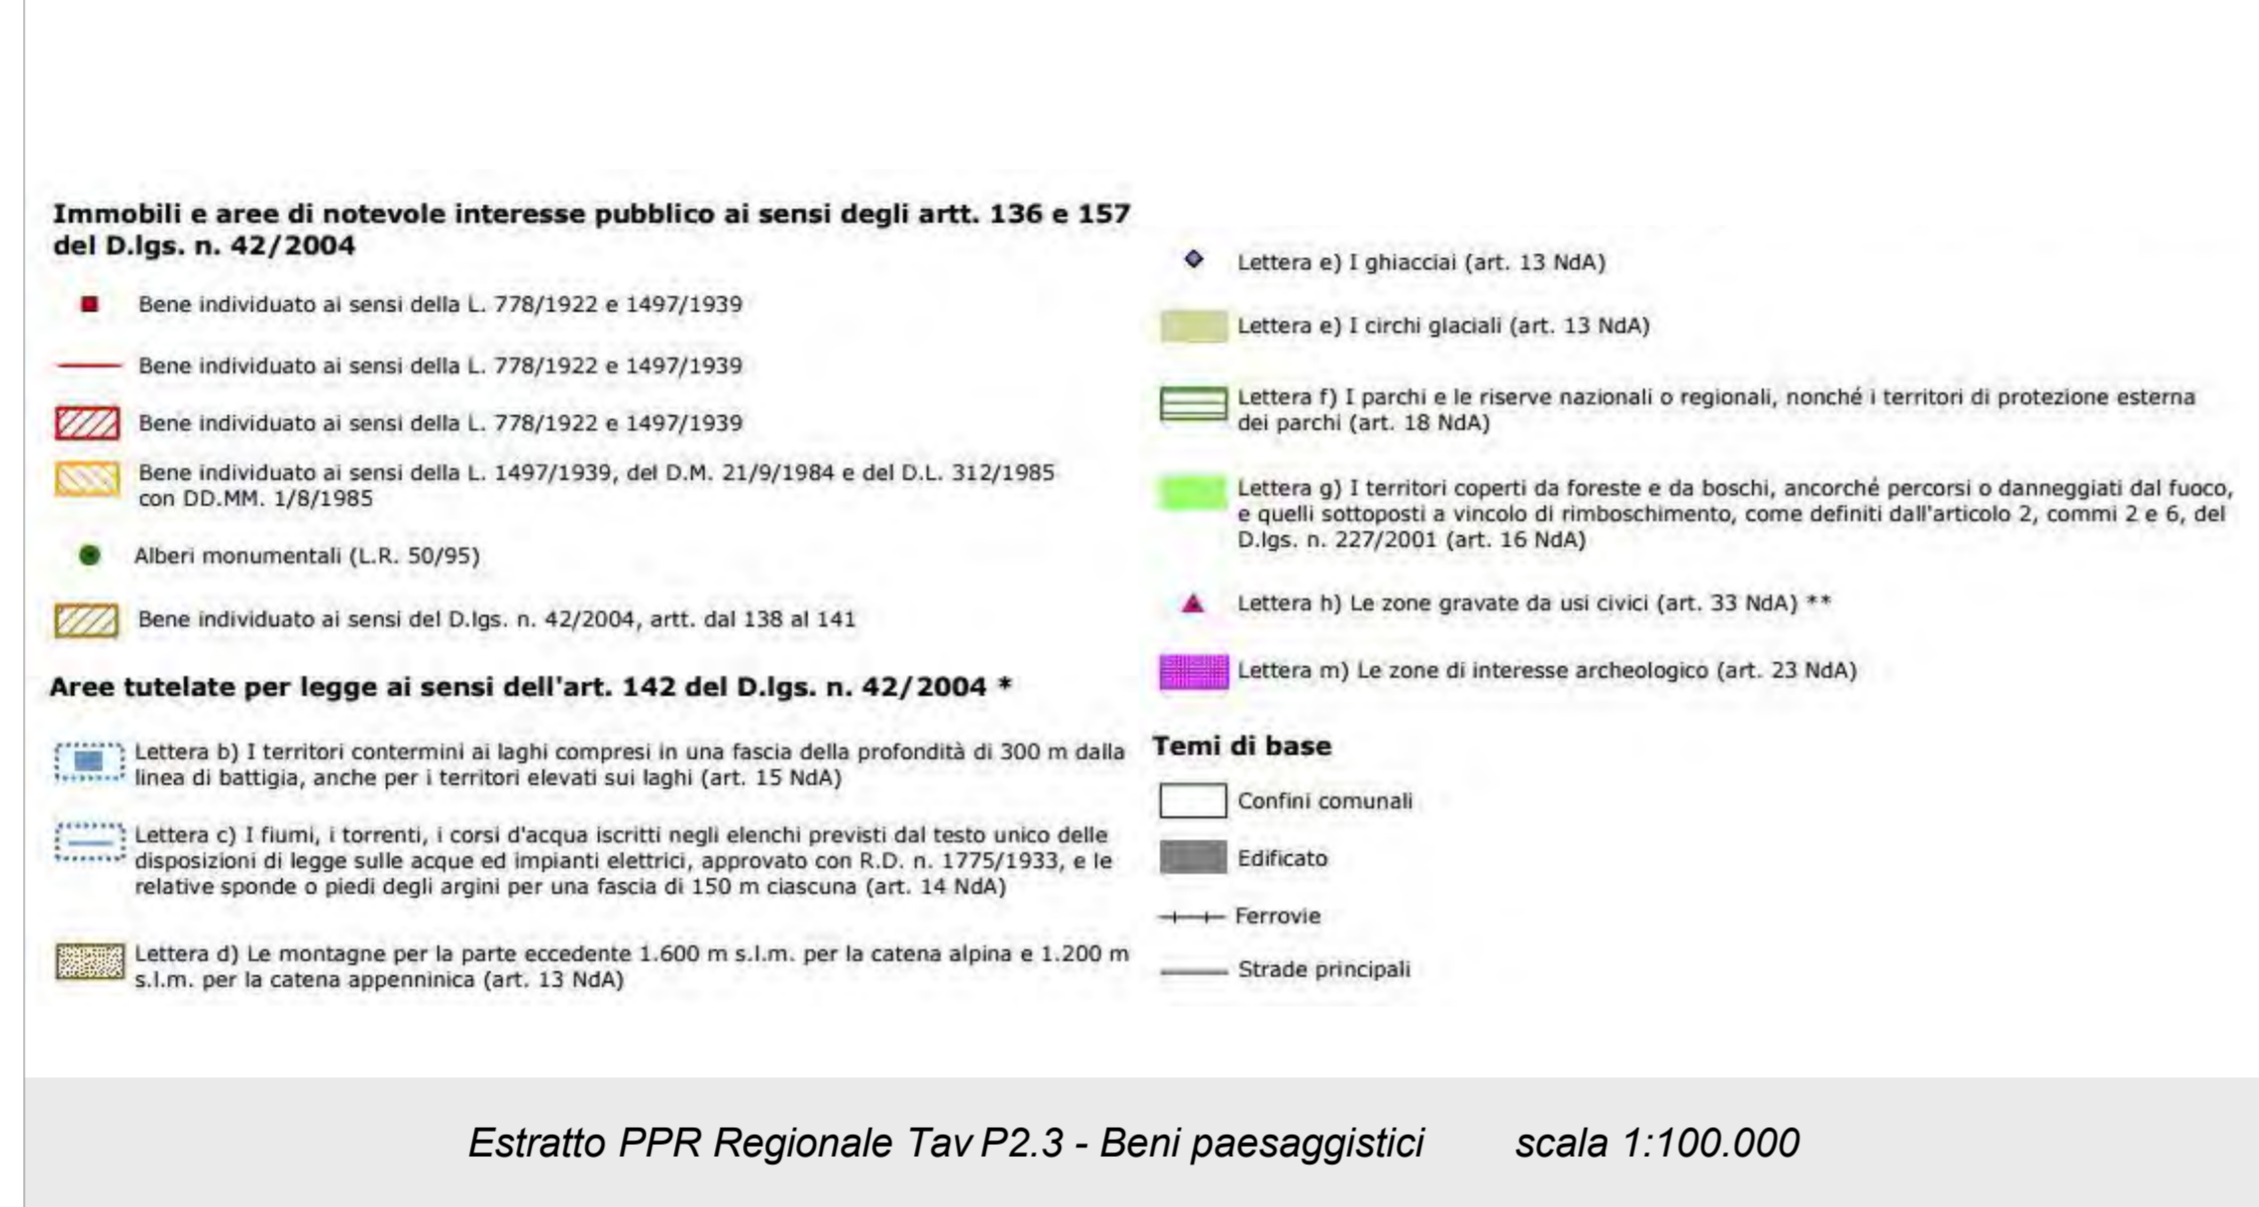 Immobili e aree di notevole interesse pubblico ai sensi degli artt. 136 e 157
del D.lgs. n. 42/2004
Bene individuato ai sensi della L. 778/1922 e 1497/1939
Bene individuato ai sensi della L. 778/1922 e 1497/1939
Bene individuato ai sensi della L. 778/1922 e 1497/1939
Bene individuato ai sensi della L. 1497/1939, del D.M. 21/9/1984 e del D.L. 312/1985
con DD.MM. 1/8/1985
Alberi monumentali (L.R. 50/95)
Bene individuato ai sensi del D.lgs. n. 42/2004, artt. dal 138 al 141
Aree tutelate per legge ai sensi dell'art. 142 del D.lgs. n. 42/2004 *
Lettera b) I territori contermini ai laghi compresi in una fascia della profondità di 300 m dalla
linea di battigia, anche per i territori elevati sui laghi (art. 15 NdA)
Lettera c) I fiumi, i torrenti, i corsi d'acqua iscritti negli elenchi previsti dal testo unico delle
disposizioni di legge sulle acque ed impianti elettrici, approvato con R.D. n. 1775/1933, e le
relative sponde o piedi degli argini per una fascia di 150 m ciascuna (art. 14 NdA)
Lettera d) Le montagne per la parte eccedente 1.600 m s.l.m. per la catena alpina e 1.200 m
s.l.m. per la catena appenninica (art. 13 NdA)
Lettera e) I ghiacciai (art. 13 NdA)
Lettera e) I circhi glaciali (art. 13 NdA)
Lettera f) I parchi e le riserve nazionali o regionali, nonché i territori di protezione esterna
dei parchi (art. 18 NdA)
Lettera g) I territori coperti da foreste e da boschi, ancorché percorsi o danneggiati dal fuoco,
e quelli sottoposti a vincolo di rimboschimento, come definiti dall'articolo 2, commi 2 e 6, del
D.lgs. n. 227/2001 (art. 16 NdA)
Lettera h) Le zone gravate da usi civici (art. 33 NdA) **
Lettera m) Le zone di interesse archeologico (art. 23 NdA)
Temi di base
Confini comunali
Edificato
Ferrovie
Strade principali
Estratto PPR Regionale Tav P2.3 - Beni paesaggistici scala 1:100.000